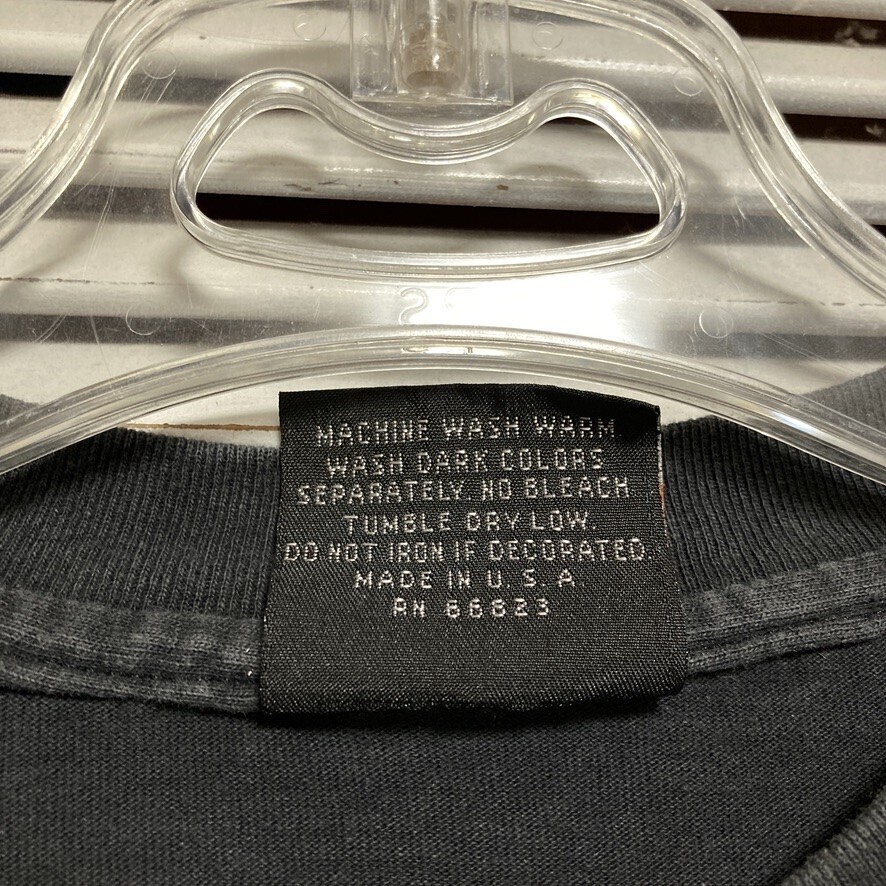 MACHINE WASH WARM
WASH DARK COLORS
SEPARATELY NO BLEACH
TUMBLE DRY LOW.
DO NOT IRON IF DECORATED.
MADE IN U. S. A
RN 66823